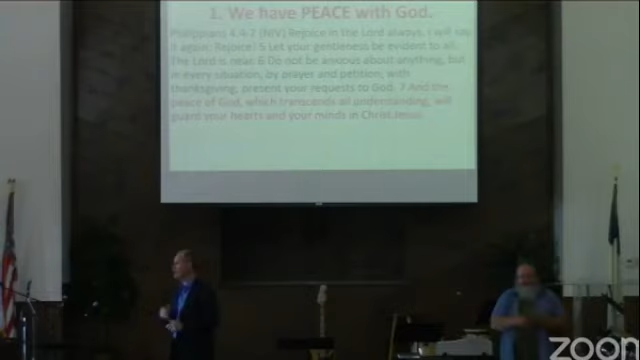 1. We have PEACE with God.
Philippians 4:4-7 (NIV) Rejoice in the Lord always. I will say
it again: Rejoice! 5 Let your gentleness be evident to all.
The Lord is near. 6 Do not be anxious about anything, but
in every situation, by prayer and petition, with
thanksgiving, present your requests to God. 7 And the
peace of God, which transcends all understanding, will
guard your hearts and your minds in Christ Jesus.
zoom